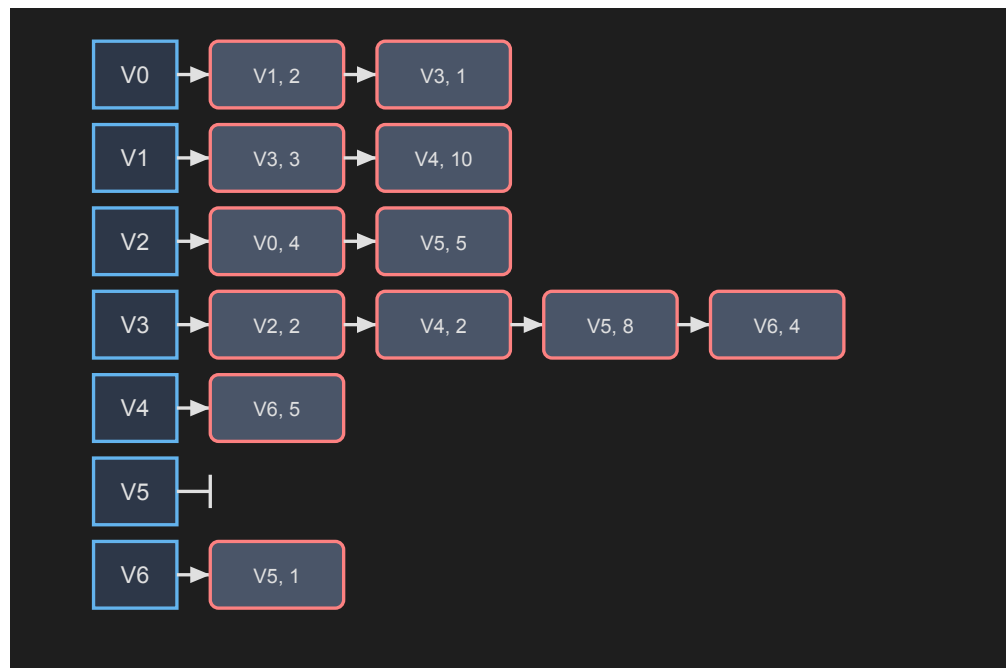 V0 V1, 2 V3, 1
V1 V3, 3 V4, 10
V2 V0, 4 V5, 5
V3 V2, 2 V4, 2 V5, 8 V6, 4
V4 V6, 5
V5
V6 V5, 1